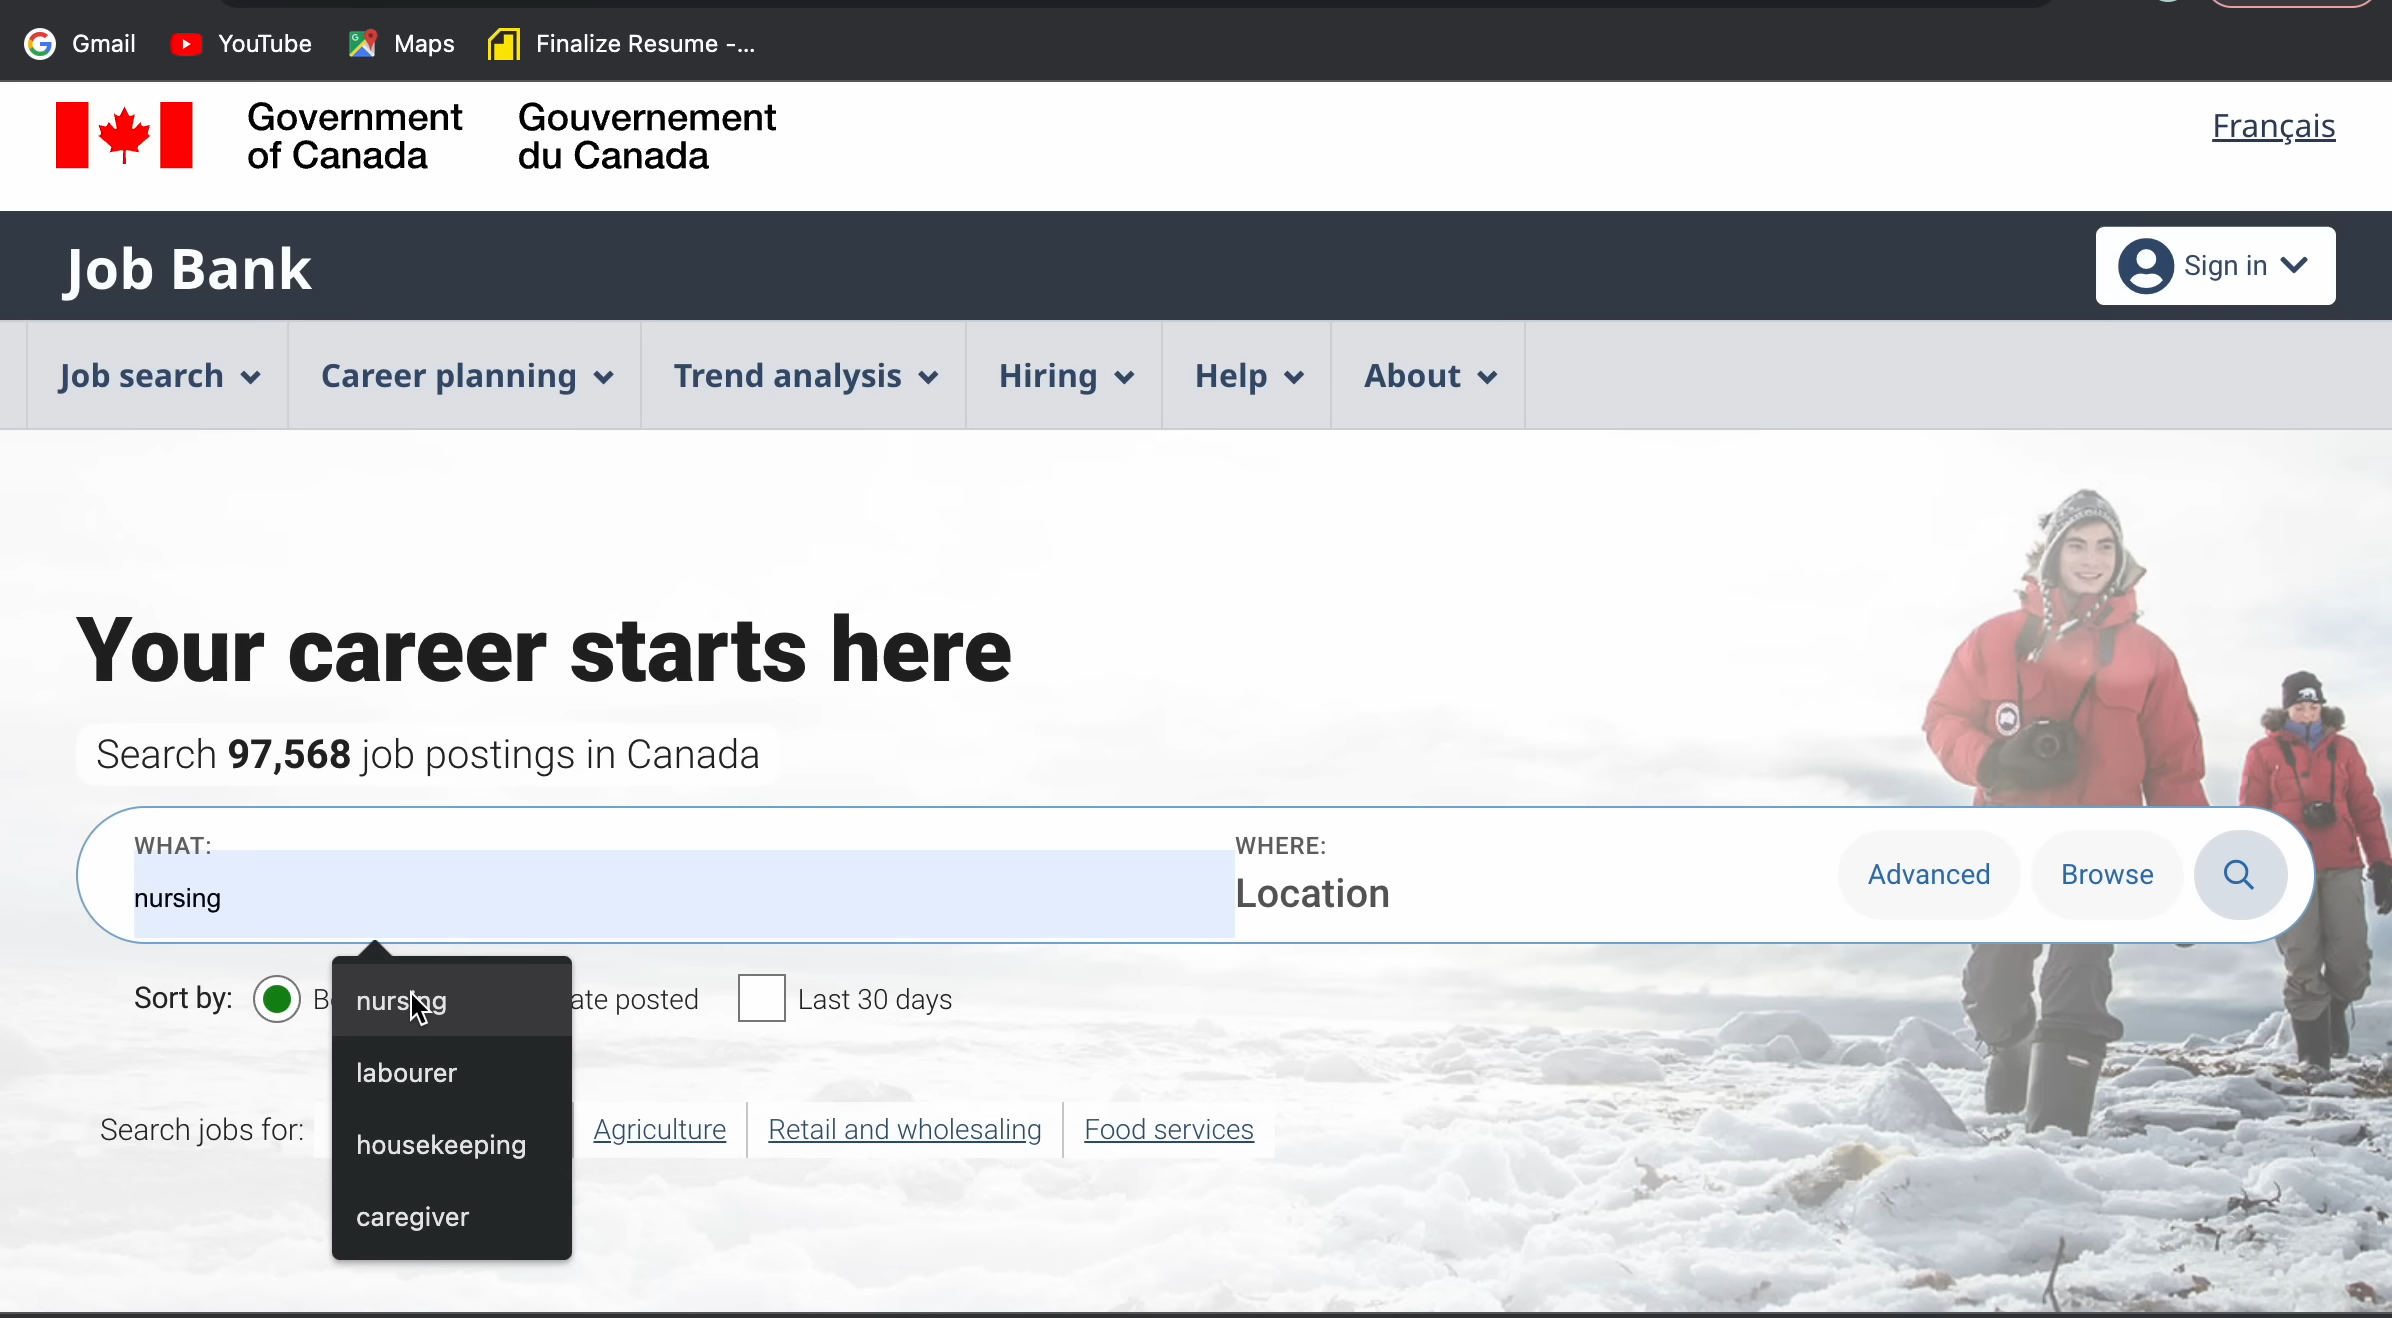 Gmail
YouTube
Maps
Finalize Resume -...
Government
of Canada
Gouvernement
du Canada
Français
Job Bank
Sign in
Job search
Career planning
Trend analysis
Hiring
Help
About
Your career starts here
Search 97,568 job postings in Canada
WHAT:
nursing
WHERE:
Location
Advanced
Browse
Sort by:
ate posted
Last 30 days
nursing
labourer
housekeeping
caregiver
Search jobs for:
Agriculture
Retail and wholesaling
Food services